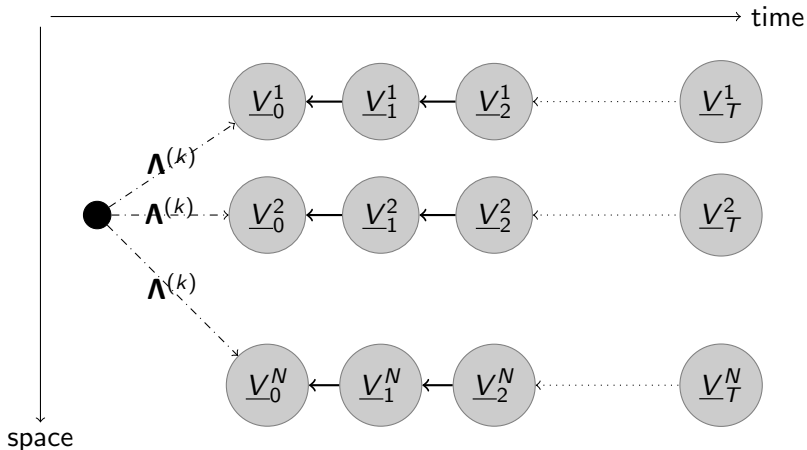 time
V_0^1 V_1^1 V_2^1 V_T^1
Λ^(k)
Λ^(k) V_0^2 V_1^2 V_2^2 V_T^2
Λ^(k)
V_0^N V_1^N V_2^N V_T^N
space